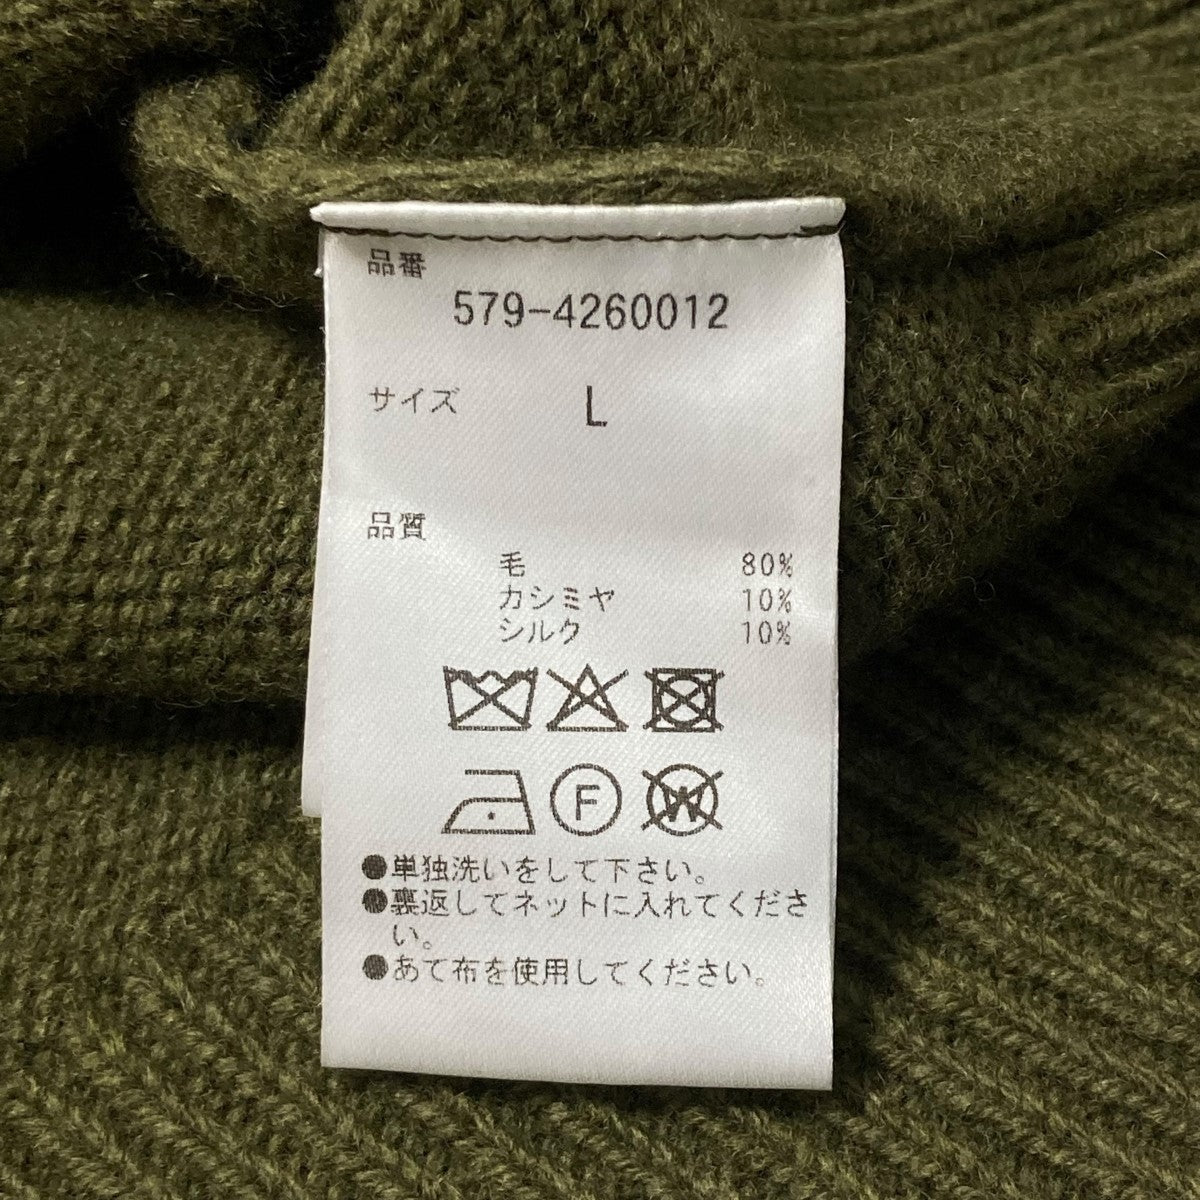 品番
579-4260012
サイズ L
品質
毛 80%
カシミヤ 10%
シルク 10%
F W
●単独洗いをして下さい。
●裏返してネットに入れてくださ
い。
●あて布を使用してください。